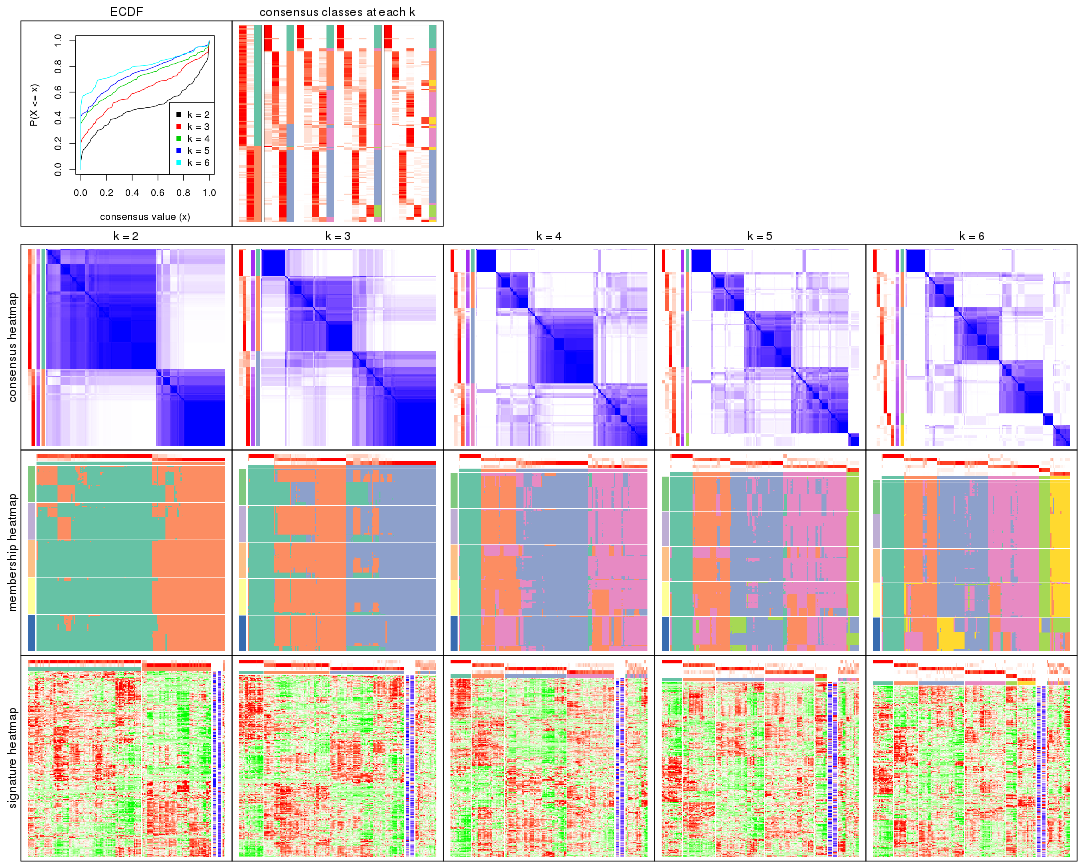 ECDF
consensus classes at each k
P(X <= x)
0.0 0.2 0.4 0.6 0.8 1.0
k = 2
k = 3
k = 4
k = 5
k = 6
0.0 0.2 0.4 0.6 0.8 1.0
consensus value (x)
k = 2
k = 3
k = 4
k = 5
k = 6
consensus heatmap
membership heatmap
signature heatmap